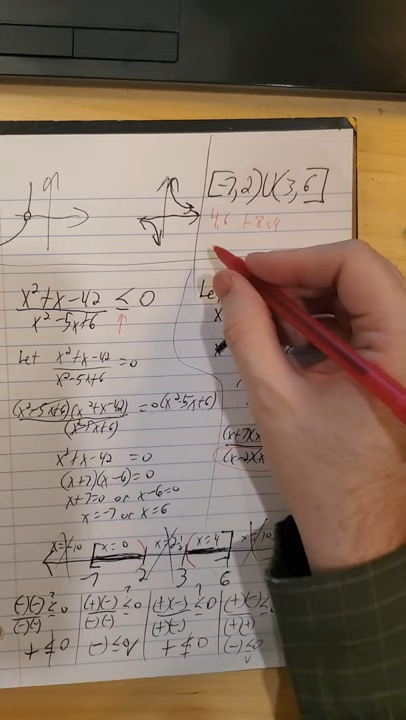 [-7,2)U(3,6]
x²+x-42 / x²-5x+6 ≤ 0
Let x²+x-42 / x²-5x+6 = 0
(x²-5x+6)(x²+x-42) / (x²-5x+6) = 0(x²-5x+6)
x²+x-42=0
(x+7)(x-6)=0
x+7=0 or x-6=0
x=-7 or x=6
x=-10 x=0 x=4
-7 2 3 6
(-)(-) / (-)(-) ≤ 0 (+)(-) / (-)(-) ≤ 0 (+)(-) / (+)(-) ≤ 0
+ ≰ 0 (-) ≤ 0 + ≰ 0 (-) ≤ 0
(x+7)(x
(x-2)(x